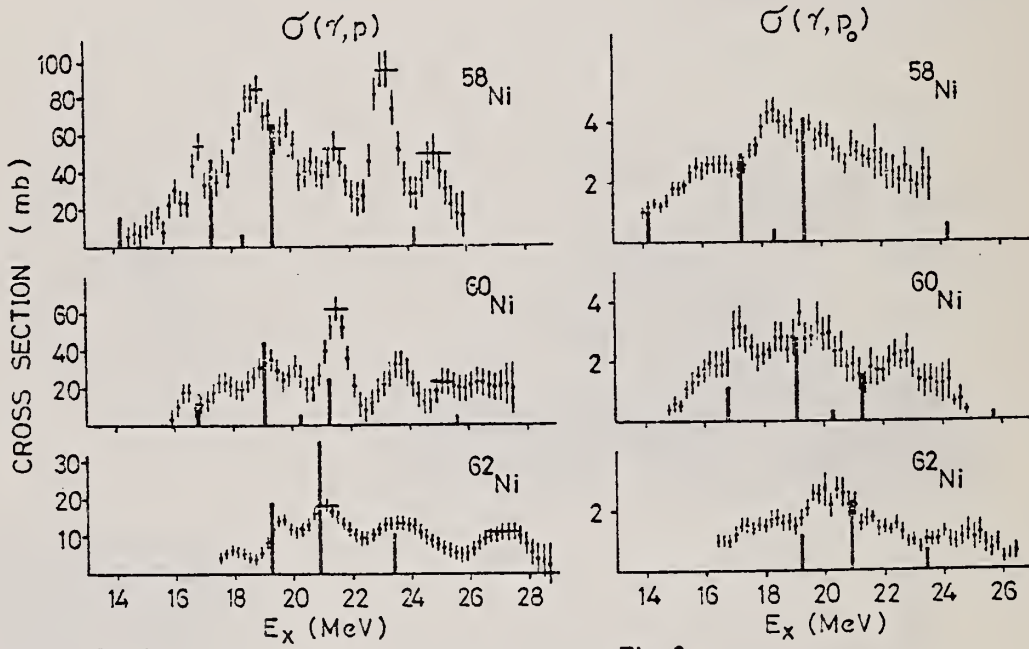 σ(γ,p)
100
80
60
40
20
58Ni
60
40
20
60Ni
30
20
10
62Ni
14 16 18 20 22 24 26 28
Ex (MeV)
CROSS SECTION (mb)
σ(γ,p₀)
4
2
58Ni
4
2
60Ni
2
62Ni
14 16 18 20 22 24 26
Ex (MeV)